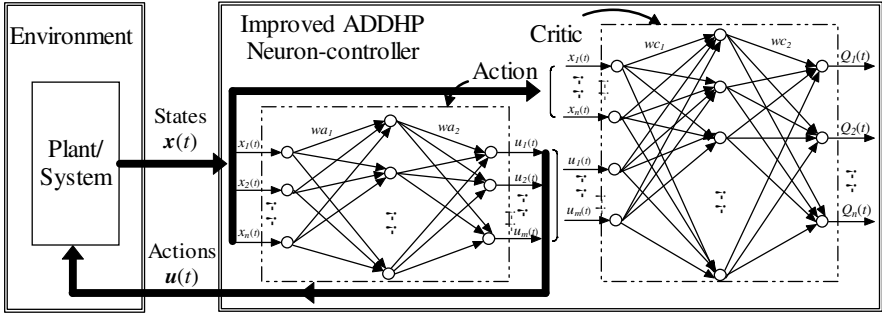 Environment
Plant/
System
States
x(t)
Actions
u(t)
Improved ADDHP
Neuron-controller
Action
x1(t)
x2(t)
xn(t)
wa1
wa2
u1(t)
u2(t)
um(t)
Critic
x1(t)
xn(t)
u1(t)
um(t)
wc1
wc2
Q1(t)
Q2(t)
Qn(t)